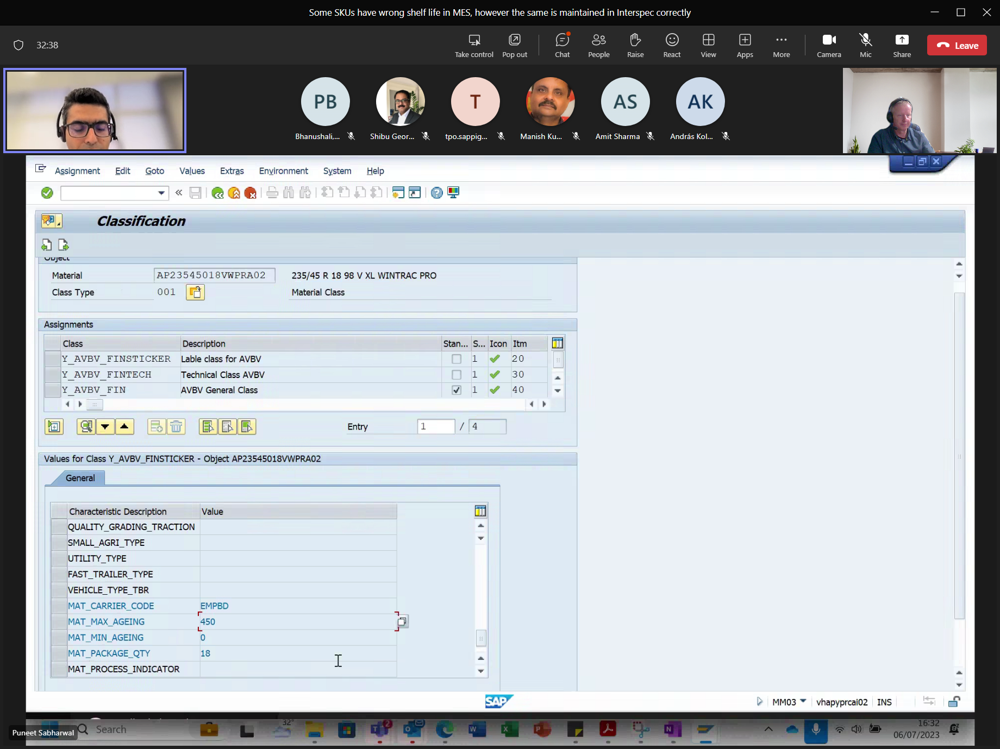 Some SKUs have wrong shelf life in MES, however the same is maintained in Interspec correctly
32:38
Take control
Pop out
Chat
People
Raise
React
View
Apps
More
Camera
Mic
Share
Leave
PB
T
AS
AK
Bhanushali,...
Shibu Geor...
tpo.sappig...
Manish Ku...
Amit Sharma
András Kol...
Assignment Edit Goto Values Extras Environment System Help
Classification
Object
Material AP23545018VWPRA02 235/45 R 18 98 V XL WINTRAC PRO
Class Type 001 Material Class
Assignments
Class Description Stan... S... Icon Itm
Y_AVBV_FINSTICKER Lable class for AVBV 1 20
Y_AVBV_FINTECH Technical Class AVBV 1 30
Y_AVBV_FIN AVBV General Class 1 40
Entry 1 / 4
Values for Class Y_AVBV_FINSTICKER - Object AP23545018VWPRA02
General
Characteristic Description Value
QUALITY_GRADING_TRACTION
SMALL_AGRI_TYPE
UTILITY_TYPE
FAST_TRAILER_TYPE
VEHICLE_TYPE_TBR
MAT_CARRIER_CODE EMPBD
MAT_MAX_AGEING 450
MAT_MIN_AGEING 0
MAT_PACKAGE_QTY 18
MAT_PROCESS_INDICATOR
SAP
MM03 vhapyprcai02 INS
Puneet Sabharwal
Search
32°
2
16:32
06/07/2023